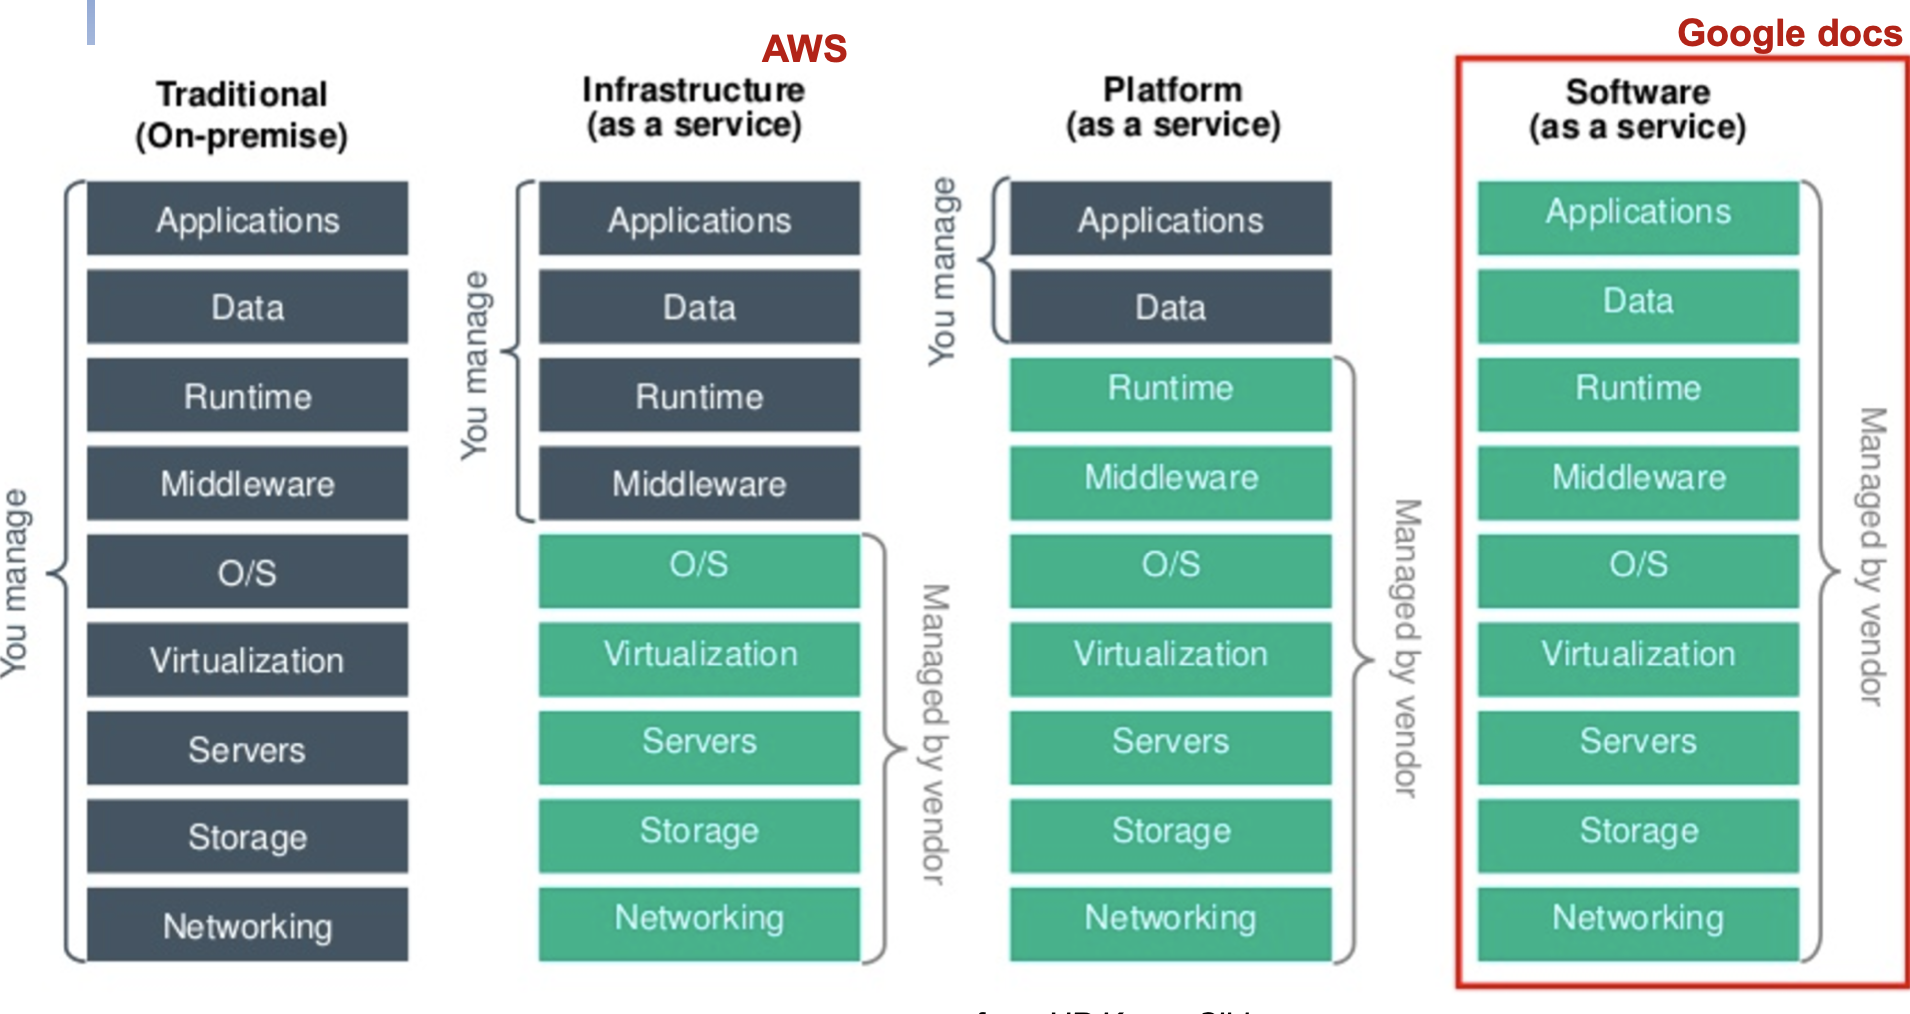 AWS
Google docs
Traditional
(On-premise)
You manage
Applications
Data
Runtime
Middleware
O/S
Virtualization
Servers
Storage
Networking
Infrastructure
(as a service)
You manage
Applications
Data
Runtime
Middleware
O/S
Virtualization
Servers
Storage
Networking
Managed by vendor
Platform
(as a service)
You manage
Applications
Data
Runtime
Middleware
O/S
Virtualization
Servers
Storage
Networking
Managed by vendor
Software
(as a service)
Applications
Data
Runtime
Middleware
O/S
Virtualization
Servers
Storage
Networking
Managed by vendor